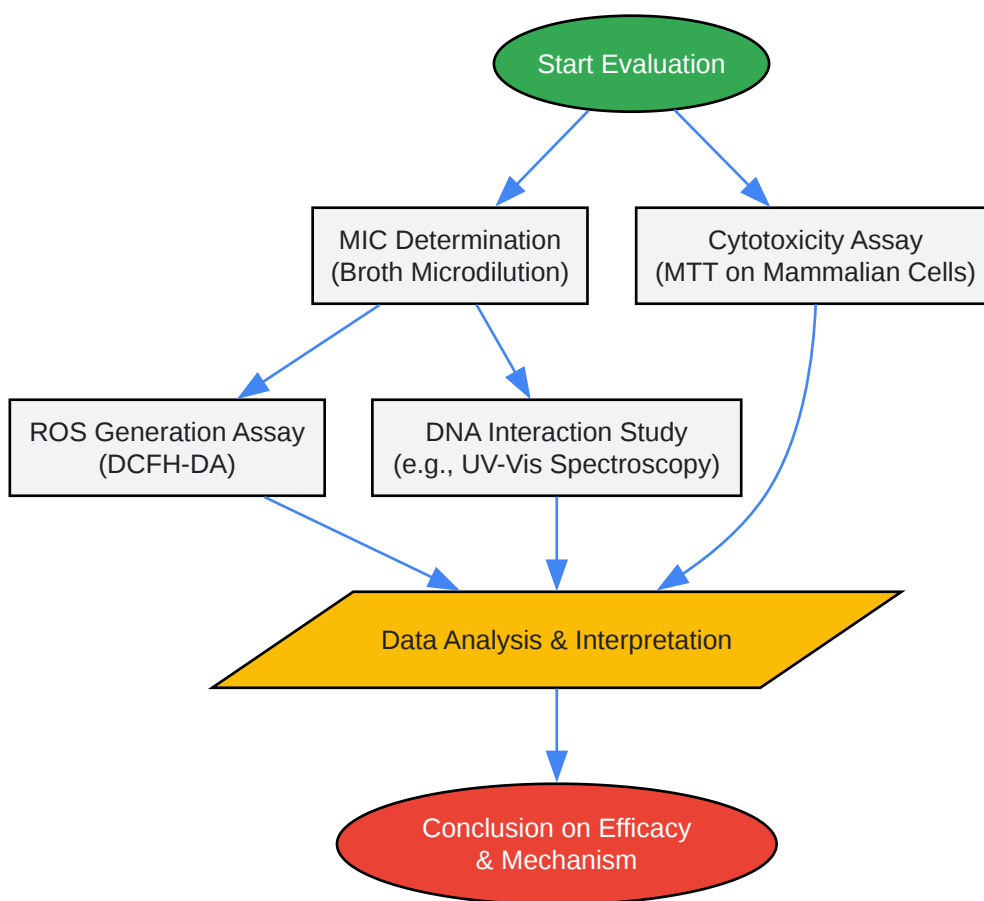 Start Evaluation
MIC Determination
(Broth Microdilution)
Cytotoxicity Assay
(MTT on Mammalian Cells)
ROS Generation Assay
(DCFH-DA)
DNA Interaction Study
(e.g., UV-Vis Spectroscopy)
Data Analysis & Interpretation
Conclusion on Efficacy
& Mechanism